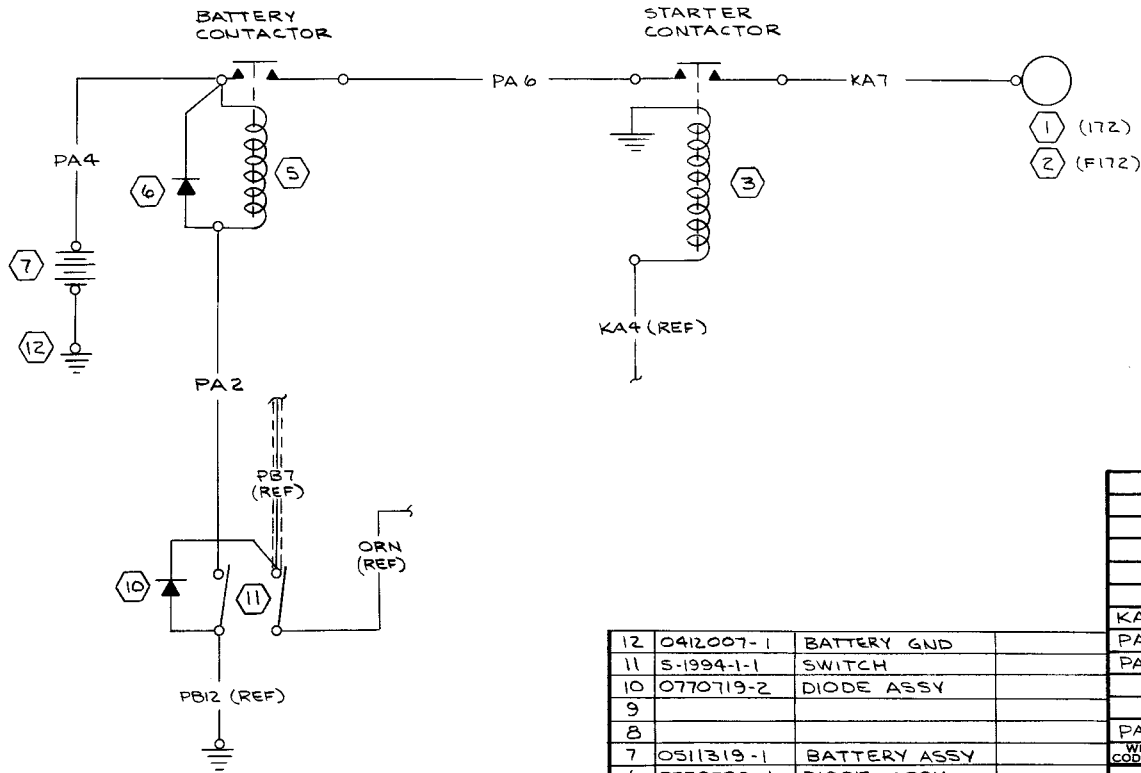 BATTERY
CONTACTOR
STARTER
CONTACTOR
PA6
KA7
1 (172)
2 (F172)
PA4
6
5
3
7
12
KA4 (REF)
PA2
PB7
(REF)
ORN
(REF)
10
11
PB12 (REF)
KA
12 0412007-1 BATTERY GND PA
11 S-1994-1-1 SWITCH PA
10 0770719-2 DIODE ASSY
9
8 PA
7 0511319-1 BATTERY ASSY